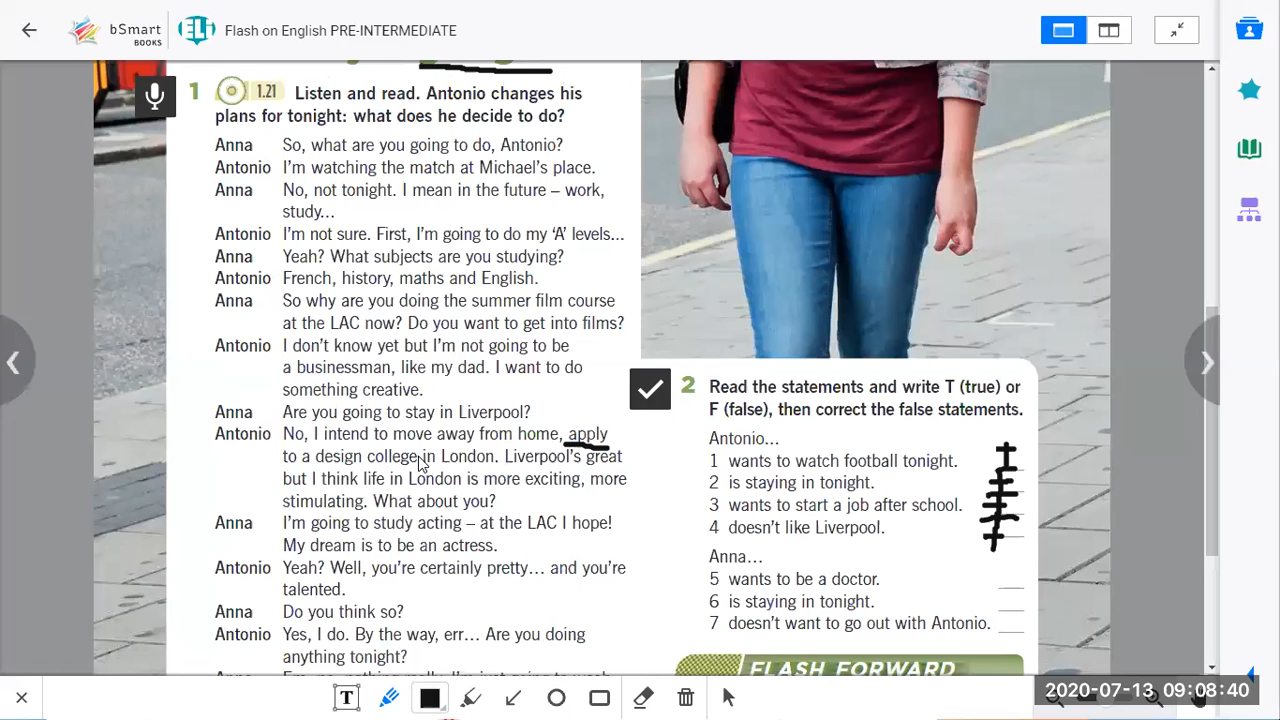 bSmart
BOOKS
ELi
Flash on English PRE-INTERMEDIATE
1 1.21 Listen and read. Antonio changes his
plans for tonight: what does he decide to do?
Anna So, what are you going to do, Antonio?
Antonio I'm watching the match at Michael's place.
Anna No, not tonight. I mean in the future – work,
study...
Antonio I'm not sure. First, I'm going to do my 'A' levels...
Anna Yeah? What subjects are you studying?
Antonio French, history, maths and English.
Anna So why are you doing the summer film course
at the LAC now? Do you want to get into films?
Antonio I don't know yet but I'm not going to be
a businessman, like my dad. I want to do
something creative.
Anna Are you going to stay in Liverpool?
Antonio No, I intend to move away from home, apply
to a design college in London. Liverpool's great
but I think life in London is more exciting, more
stimulating. What about you?
Anna I'm going to study acting – at the LAC I hope!
My dream is to be an actress.
Antonio Yeah? Well, you're certainly pretty... and you're
talented.
Anna Do you think so?
Antonio Yes, I do. By the way, err... Are you doing
anything tonight?
2 Read the statements and write T (true) or
F (false), then correct the false statements.
Antonio...
1 wants to watch football tonight.
2 is staying in tonight.
3 wants to start a job after school.
4 doesn't like Liverpool.
Anna...
5 wants to be a doctor.
6 is staying in tonight.
7 doesn't want to go out with Antonio.
FLASH FORWARD
T
2020-07-13 09:08:40